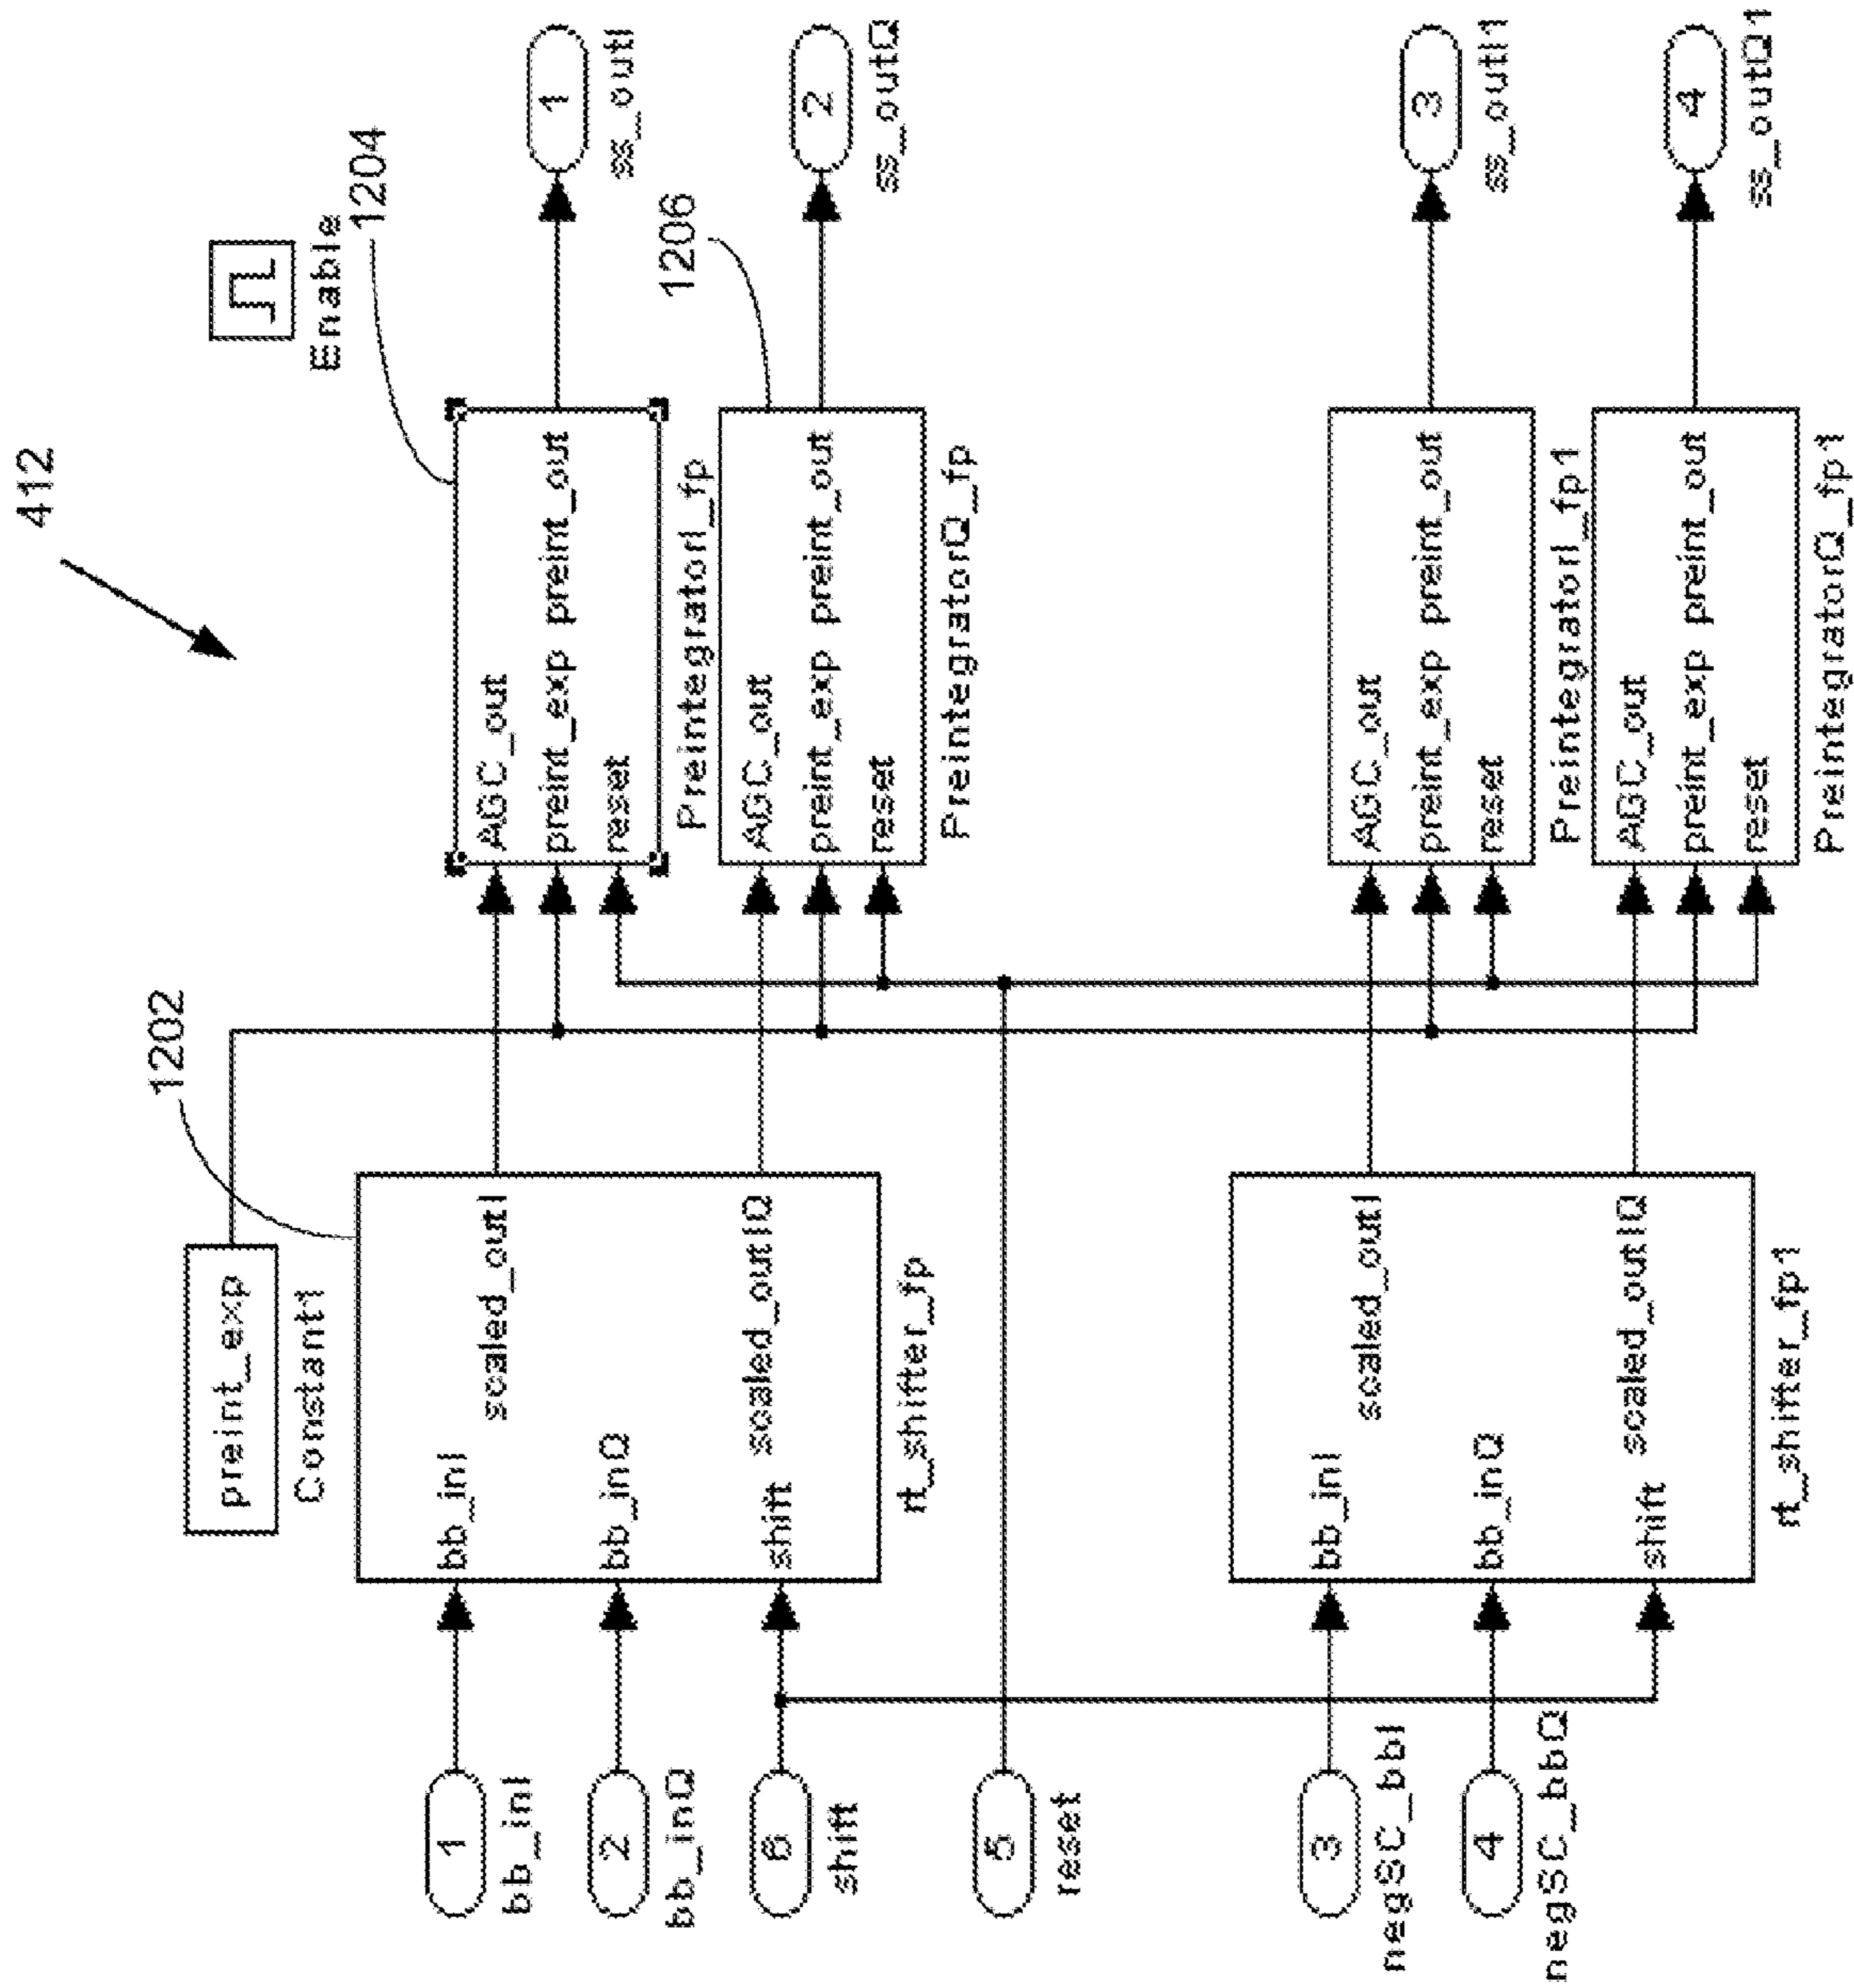 412
Enable
1204
1
ss_outI
1206
2
ss_outQ
3
ss_outI1
4
ss_outQ1
AGC_out
preint_exp preint_out
reset
PreintegratorI_fp
AGC_out
preint_exp preint_out
reset
PreintegratorQ_fp
AGC_out
preint_exp preint_out
reset
PreintegratorI_fp1
AGC_out
preint_exp preint_out
reset
PreintegratorQ_fp1
1202
preint_exp
Constant1
bb_inI
scaled_outI
bb_inQ
scaled_outIQ
shift
rt_shifter_fp
bb_inI
scaled_outI
bb_inQ
scaled_outIQ
shift
rt_shifter_fp1
1
bb_inI
2
bb_inQ
6
shift
5
reset
3
negSC_bbI
4
negSC_bbQ